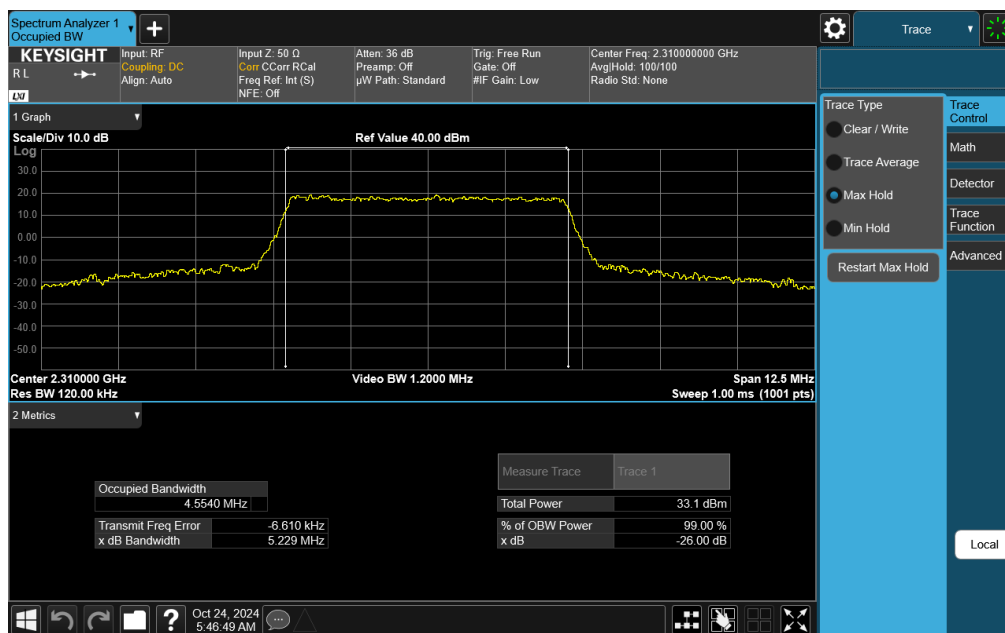 Spectrum Analyzer 1
Occupied BW
Trace
KEYSIGHT
R L
LXI
Input: RF
Coupling: DC
Align: Auto
Input Z: 50 Ω
Corr CCorr RCal
Freq Ref: Int (S)
NFE: Off
Atten: 36 dB
Preamp: Off
µW Path: Standard
Trig: Free Run
Gate: Off
#IF Gain: Low
Center Freq: 2.310000000 GHz
Avg|Hold: 100/100
Radio Std: None
1 Graph
Scale/Div 10.0 dB
Ref Value 40.00 dBm
Log
30.0
20.0
10.0
0.00
-10.0
-20.0
-30.0
-40.0
-50.0
Center 2.310000 GHz
Video BW 1.2000 MHz
Span 12.5 MHz
Res BW 120.00 kHz
Sweep 1.00 ms (1001 pts)
2 Metrics
Measure Trace Trace 1
Occupied Bandwidth
4.5540 MHz
Total Power 33.1 dBm
Transmit Freq Error -6.610 kHz
% of OBW Power 99.00 %
x dB Bandwidth 5.229 MHz
x dB -26.00 dB
Trace Type
Clear / Write
Trace Average
Max Hold
Min Hold
Restart Max Hold
Trace
Control
Math
Detector
Trace
Function
Advanced
Local
?
Oct 24, 2024
5:46:49 AM